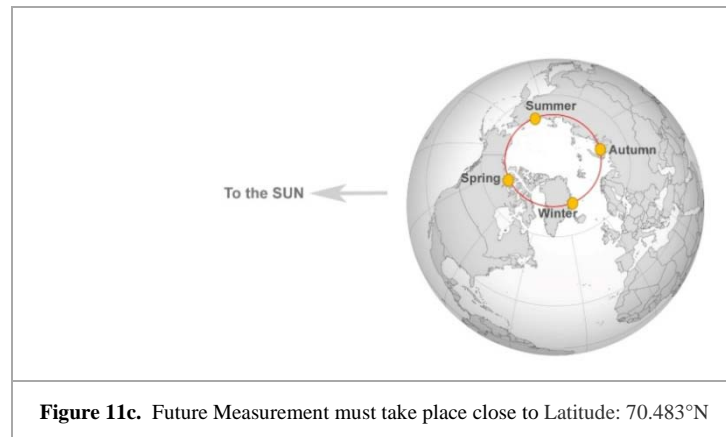 Summer
Autumn
Spring
To the SUN
Winter
Figure 11c. Future Measurement must take place close to Latitude: 70.483°N